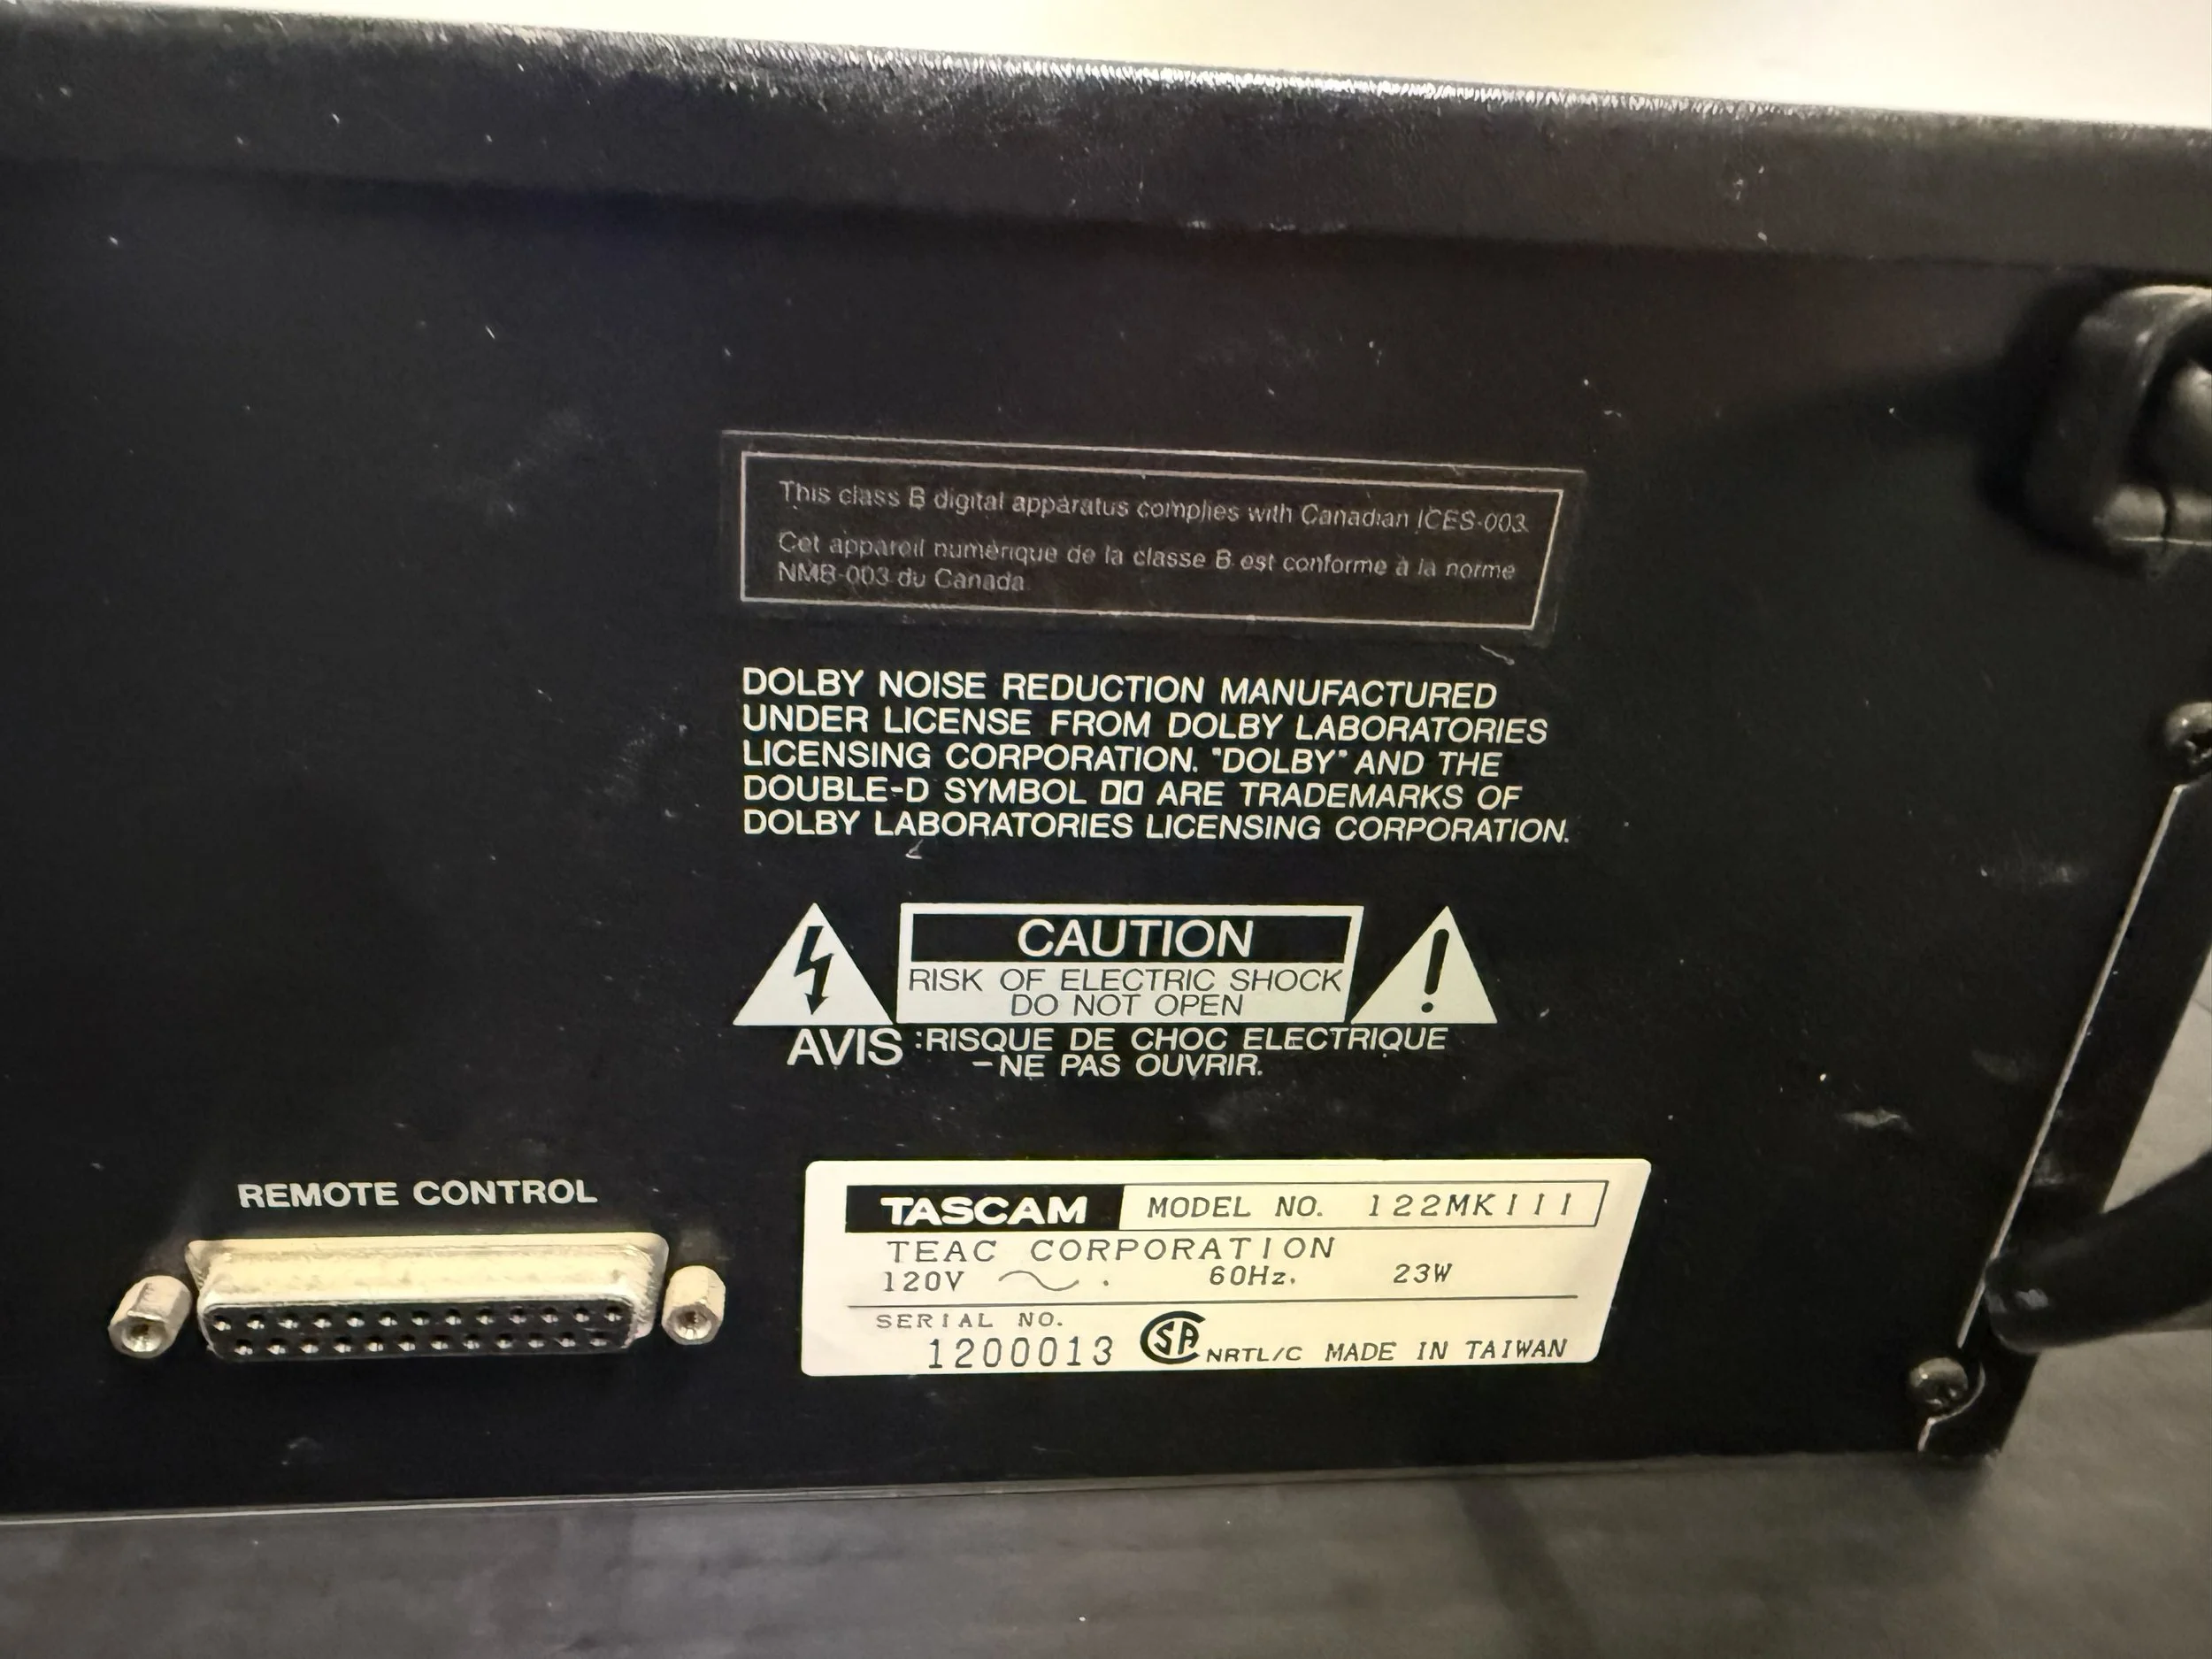 This class B digital apparatus complies with Canadian ICES-003.
Cet appareil numérique de la classe B est conforme à la norme
NMB-003 du Canada
DOLBY NOISE REDUCTION MANUFACTURED
UNDER LICENSE FROM DOLBY LABORATORIES
LICENSING CORPORATION. "DOLBY" AND THE
DOUBLE-D SYMBOL ARE TRADEMARKS OF
DOLBY LABORATORIES LICENSING CORPORATION.
CAUTION
RISK OF ELECTRIC SHOCK
DO NOT OPEN
AVIS :RISQUE DE CHOC ELECTRIQUE
-NE PAS OUVRIR.
REMOTE CONTROL
TASCAM MODEL NO. 122MKIII
TEAC CORPORATION
120V ~ . 60Hz. 23W
SERIAL NO.
1200013 SA NRTL/C MADE IN TAIWAN